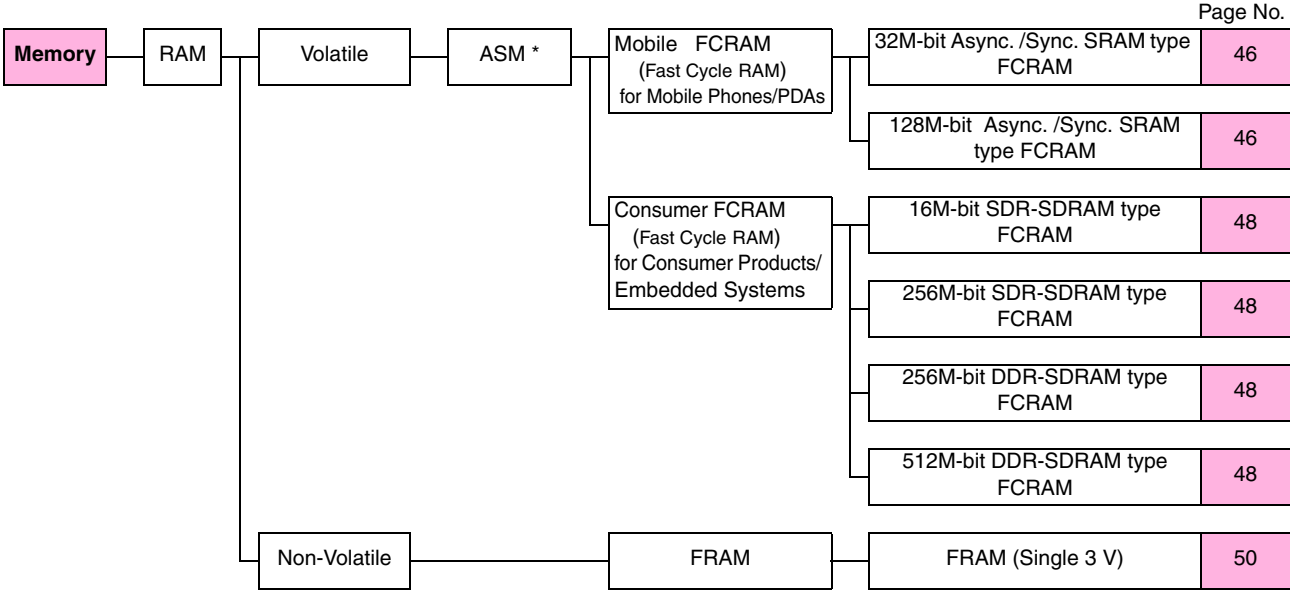 Page No.
Memory
RAM
Volatile
ASM *
Mobile FCRAM
(Fast Cycle RAM)
for Mobile Phones/PDAs
32M-bit Async. /Sync. SRAM type
FCRAM
46
128M-bit Async. /Sync. SRAM
type FCRAM
46
Consumer FCRAM
(Fast Cycle RAM)
for Consumer Products/
Embedded Systems
16M-bit SDR-SDRAM type
FCRAM
48
256M-bit SDR-SDRAM type
FCRAM
48
256M-bit DDR-SDRAM type
FCRAM
48
512M-bit DDR-SDRAM type
FCRAM
48
Non-Volatile
FRAM
FRAM (Single 3 V)
50